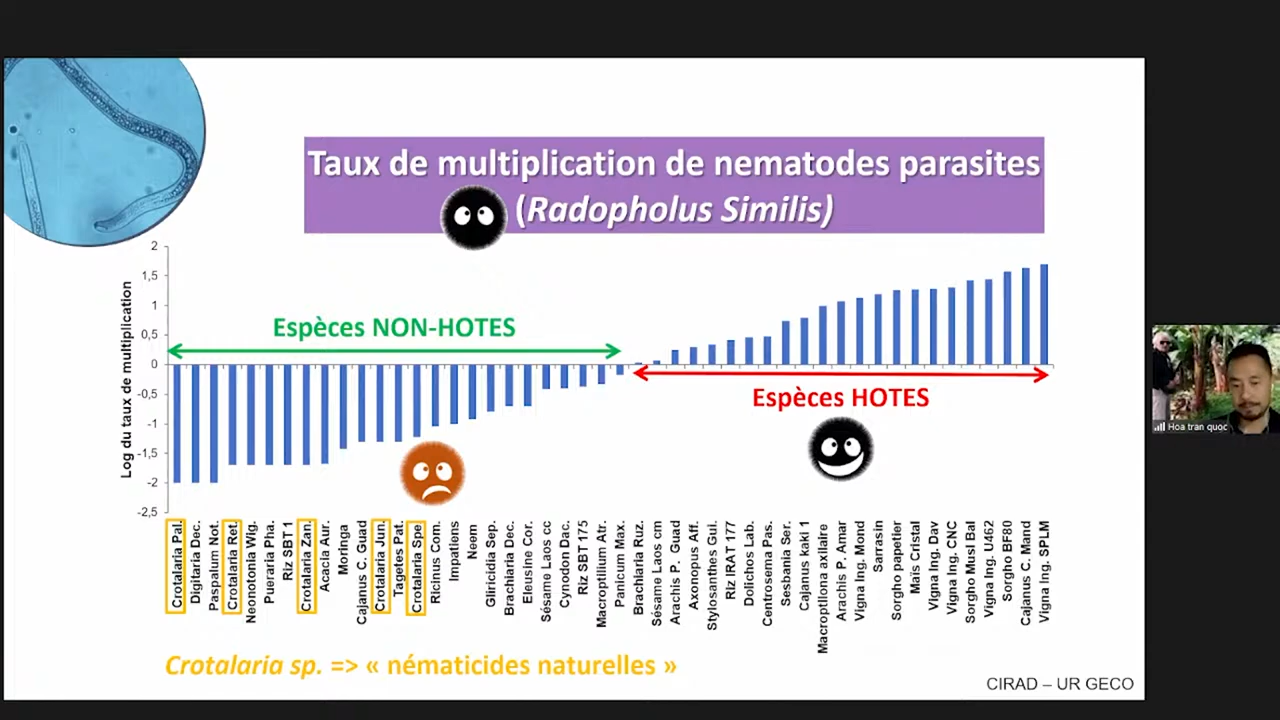 Taux de multiplication de nematodes parasites
(Radopholus Similis)
Log du taux de multiplication
2
1,5
1
0,5
0
-0,5
-1
-1,5
-2
-2,5
Espèces NON-HOTES
Espèces HOTES
Crotalaria Pal.
Digitaria Dec.
Paspalum Not.
Crotalaria Ret.
Neonotonia Wig.
Pueraria Pha.
Riz SBT 1
Crotalaria Zan.
Acacia Aur.
Moringa
Cajanus C. Guad
Crotalaria Jun.
Tagetes Pat.
Crotalaria Spe.
Ricinus Com.
Impatiens
Neem
Gliricidia Sep.
Brachiaria Dec.
Eleusine Cor.
Sésame Laos cc
Cynodon Dac.
Riz SBT 175
Macroptilium Atr.
Panicum Max.
Brachiaria Ruz.
Sésame Laos cm
Arachis P. Guad
Axonopus Aff.
Stylosanthes Gui.
Riz IRAT 177
Dolichos Lab.
Centrosema Pas.
Sesbania Ser.
Cajanus kaki 1
Macroptilona axilaire
Arachis P. Amar
Vigna Ing. Mond
Sarrasin
Sorgho papetier
Mais Cristal
Vigna Ing. Dav
Vigna Ing. CNC
Sorgho Musi Bal
Vigna Ing. U462
Sorgho BF80
Cajanus C. Mand
Vigna Ing. SPLM
Crotalaria sp. => « nématicides naturelles »
CIRAD – UR GECO
Hoa tran quoc